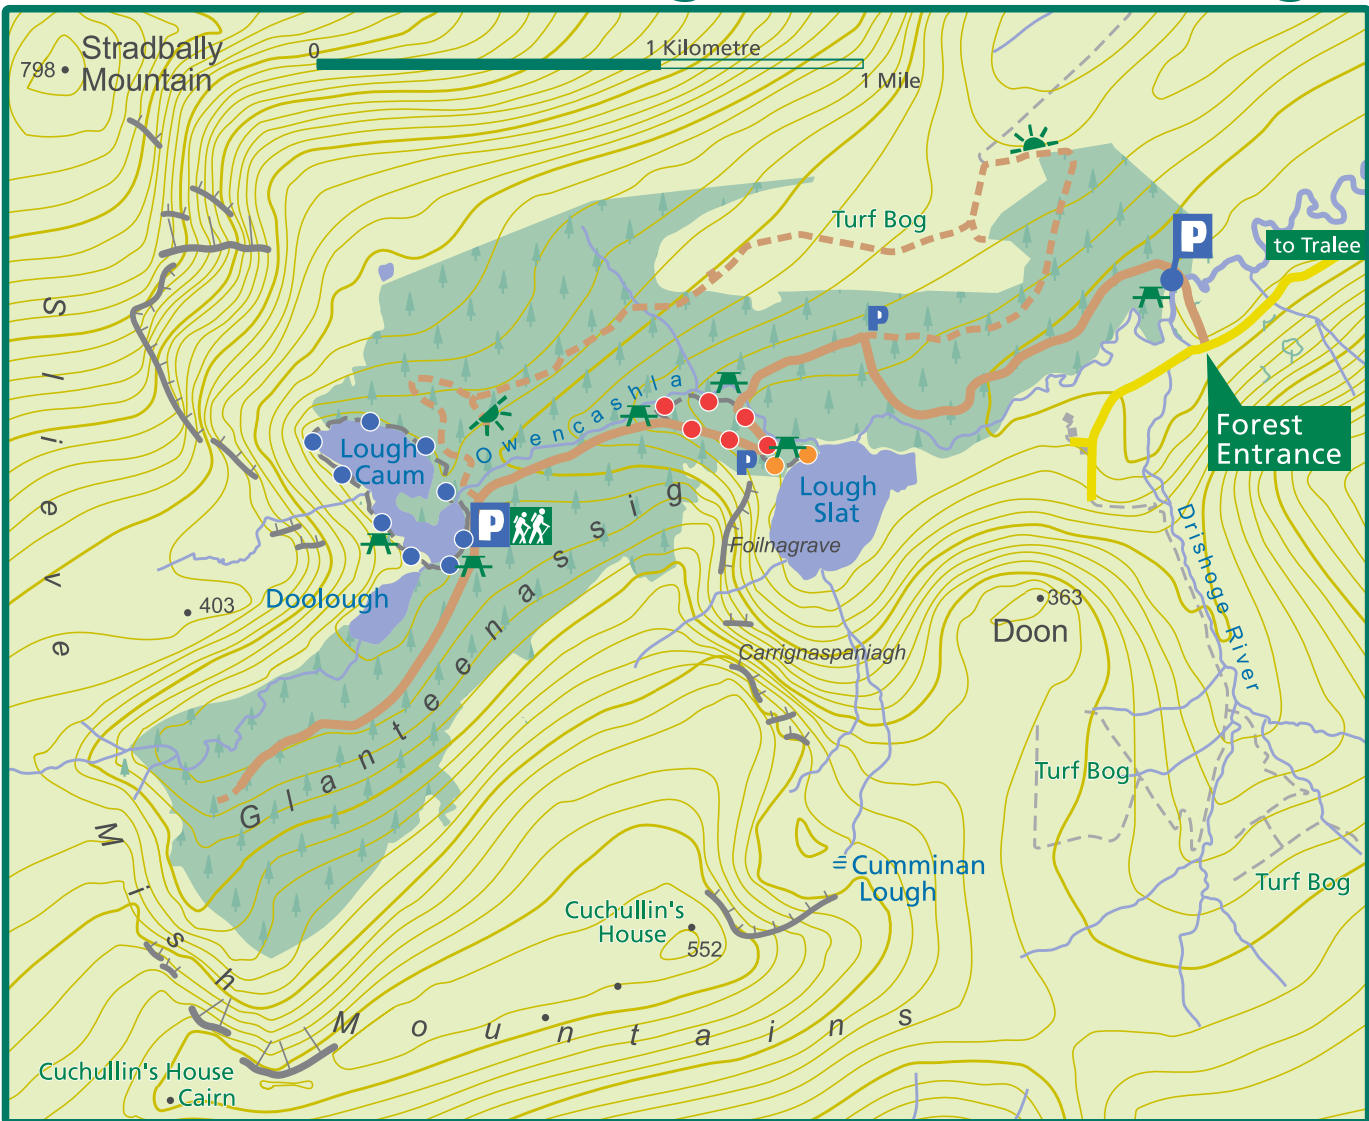 Stradbally
Mountain
798
0
1 Kilometre
1 Mile
Turf Bog
P
to Tralee
P
Owencashla
Lough
Caum
P
Forest
Entrance
Lough
Slat
P
Foilnagrave
Doolough
403
363
Doon
Drishoge River
Carrignaspaniagh
Glanteenassig
Turf Bog
Cumminan
Lough
Turf Bog
Cuchullin's
House
552
Slieve
Mish
Mountains
Cuchullin's House
Cairn